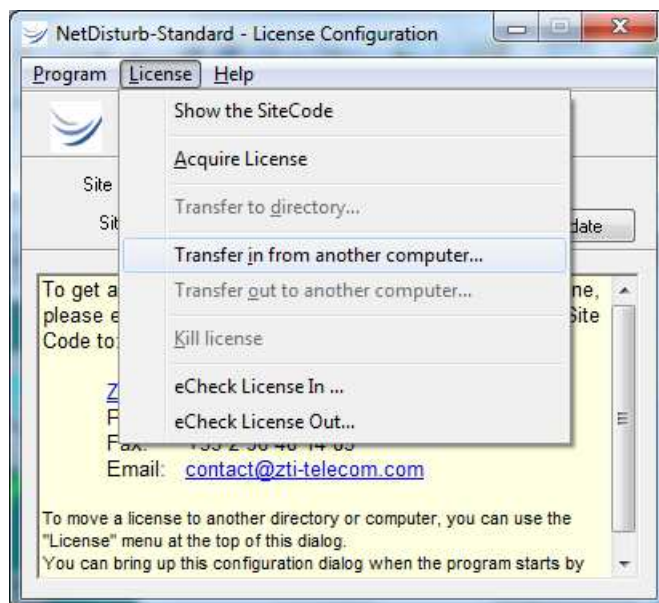 NetDisturb-Standard - License Configuration
Program License Help
Show the SiteCode
Acquire License
Site
Transfer to directory...
Sit
date
Transfer in from another computer...
To get a
ne,
Transfer out to another computer...
please e
Site
Code to:
Kill license
Z
eCheck License In ...
F
eCheck License Out...
Email: contact@zti-telecom.com
To move a license to another directory or computer, you can use the
"License" menu at the top of this dialog.
You can bring up this configuration dialog when the program starts by